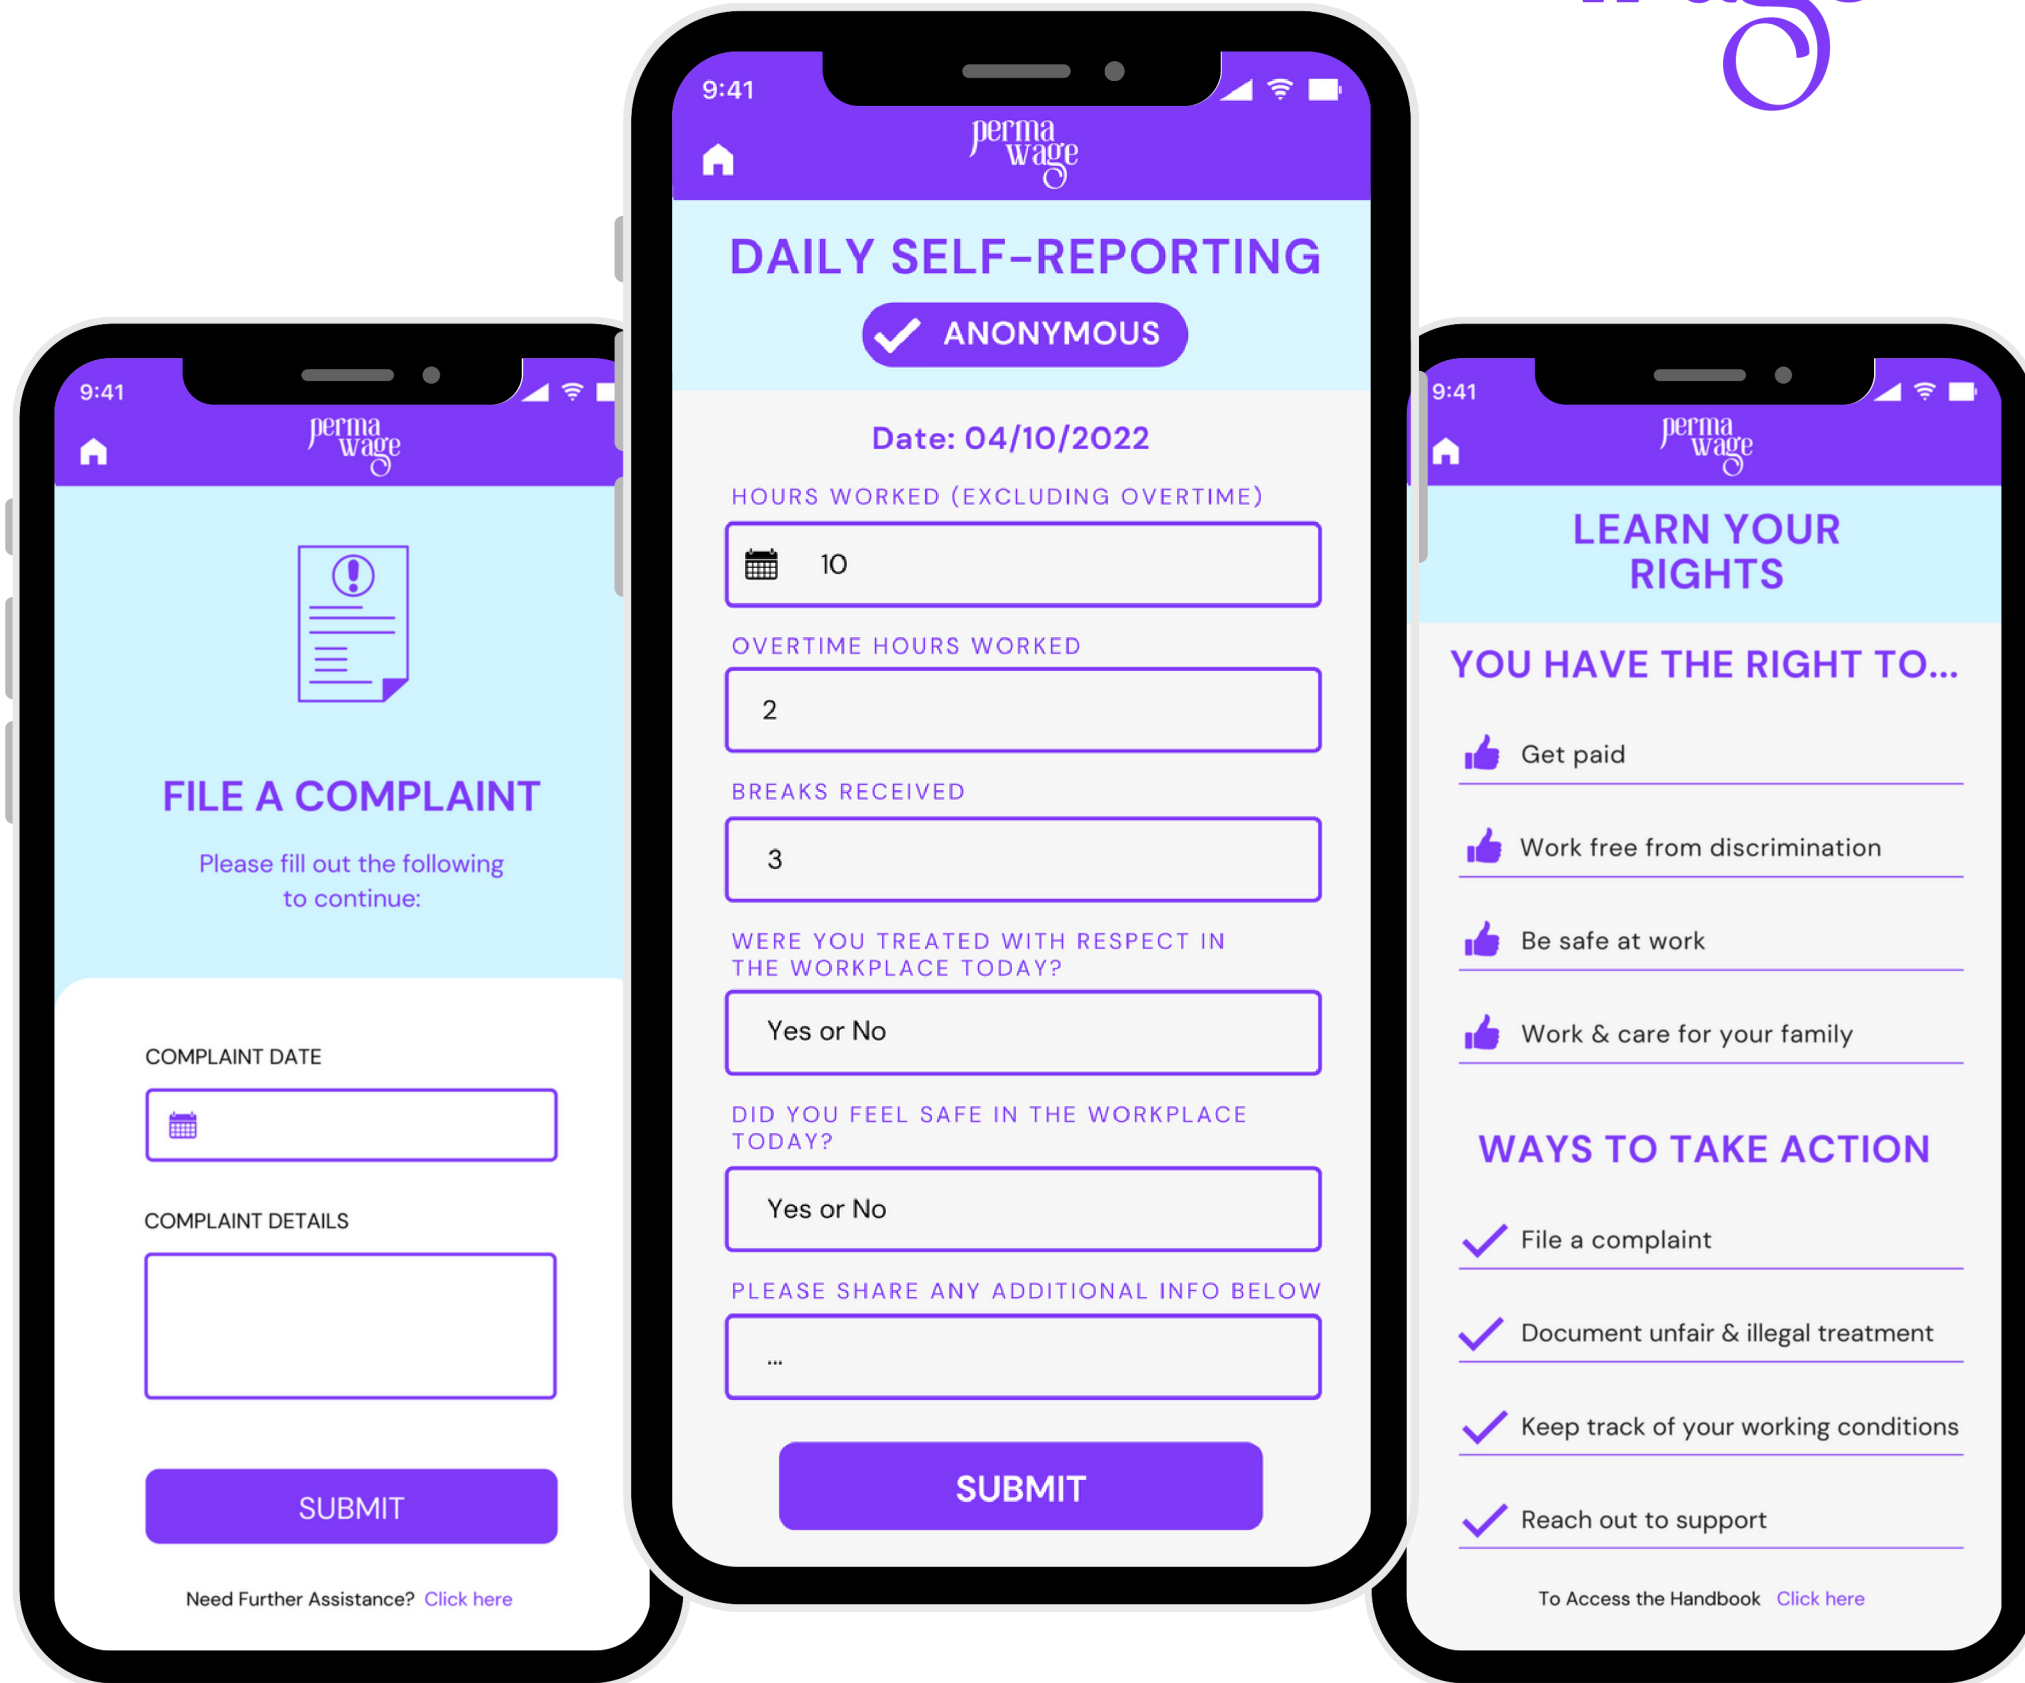 9:41
perma
wage
FILE A COMPLAINT
Please fill out the following
to continue:
COMPLAINT DATE
COMPLAINT DETAILS
SUBMIT
Need Further Assistance? Click here
9:41
perma
wage
DAILY SELF-REPORTING
ANONYMOUS
Date: 04/10/2022
HOURS WORKED (EXCLUDING OVERTIME)
10
OVERTIME HOURS WORKED
2
BREAKS RECEIVED
3
WERE YOU TREATED WITH RESPECT IN
THE WORKPLACE TODAY?
Yes or No
DID YOU FEEL SAFE IN THE WORKPLACE
TODAY?
Yes or No
PLEASE SHARE ANY ADDITIONAL INFO BELOW
...
SUBMIT
9:41
perma
wage
LEARN YOUR
RIGHTS
YOU HAVE THE RIGHT TO...
Get paid
Work free from discrimination
Be safe at work
Work & care for your family
WAYS TO TAKE ACTION
File a complaint
Document unfair & illegal treatment
Keep track of your working conditions
Reach out to support
To Access the Handbook Click here